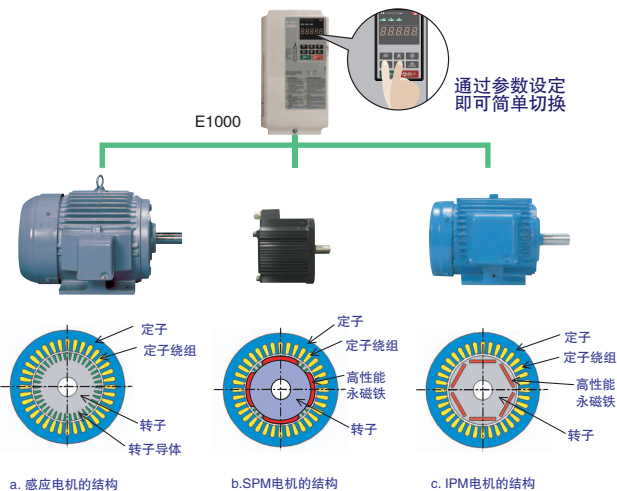 88888
88888
通过参数设定
即可简单切换
E1000
定子
定子绕组
转子
转子导体
定子
定子绕组
高性能
永磁铁
转子
定子
定子绕组
高性能
永磁铁
转子
a. 感应电机的结构
b.SPM电机的结构
c. IPM电机的结构